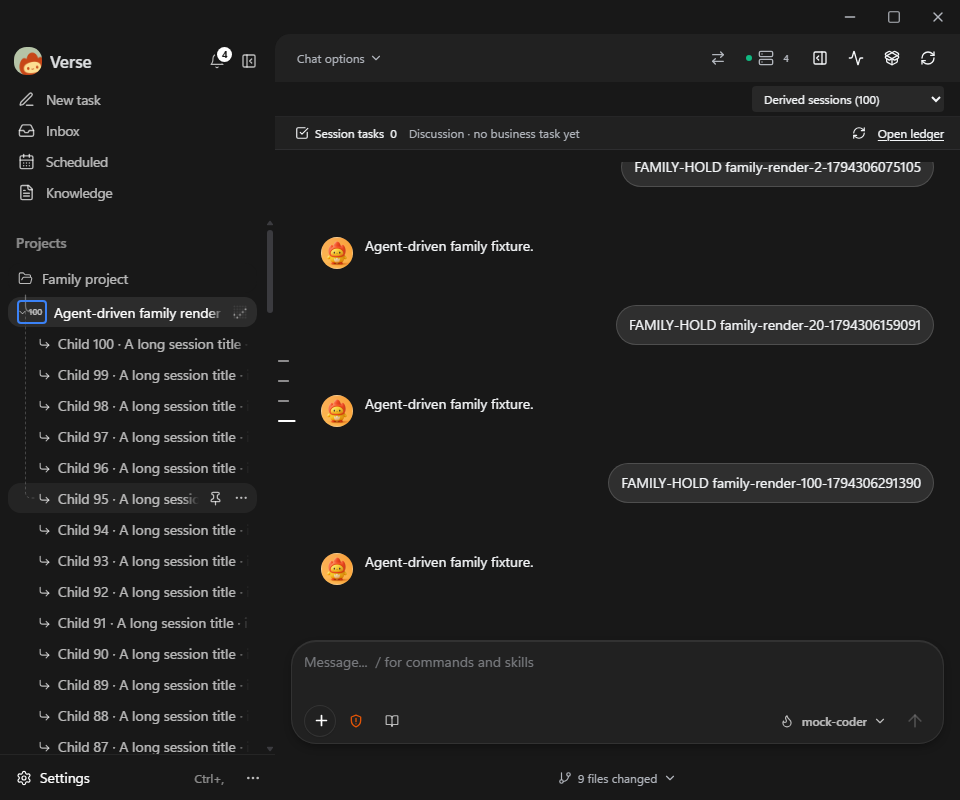 Verse
4
New task
Inbox
Scheduled
Knowledge
Projects
Family project
100
Agent-driven family render
Child 100 · A long session title
Child 99 · A long session title ·
Child 98 · A long session title ·
Child 97 · A long session title ·
Child 96 · A long session title ·
Child 95 · A long sessic
Child 94 · A long session title ·
Child 93 · A long session title ·
Child 92 · A long session title ·
Child 91 · A long session title ·
Child 90 · A long session title ·
Child 89 · A long session title ·
Child 88 · A long session title ·
Child 87 · A long session title ·
Settings
Ctrl+,
Chat options
4
Derived sessions (100)
Session tasks 0
Discussion · no business task yet
Open ledger
FAMILY-HOLD family-render-2-1794306075105
Agent-driven family fixture.
FAMILY-HOLD family-render-20-1794306159091
Agent-driven family fixture.
FAMILY-HOLD family-render-100-1794306291390
Agent-driven family fixture.
Message... / for commands and skills
mock-coder
9 files changed